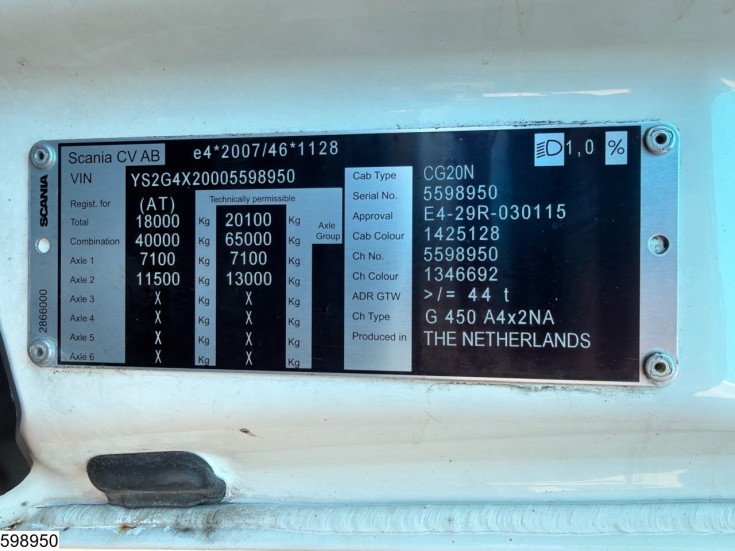 Scania CV AB e4*2007/46*1128 1,0 %
VIN YS2G4X20005598950
Regist. for (AT) Technically permissible
Total 18000 Kg 20100 Kg Axle Group
Combination 40000 Kg 65000 Kg
Axle 1 7100 Kg 7100 Kg
Axle 2 11500 Kg 13000 Kg
Axle 3 X Kg X Kg
Axle 4 X Kg X Kg
Axle 5 X Kg X Kg
Axle 6 X Kg X Kg
Cab Type CG20N
Serial No. 5598950
Approval E4-29R-030115
Cab Colour 1425128
Ch No. 5598950
Ch Colour 1346692
ADR GTW >/= 44 t
Ch Type G 450 A4x2NA
Produced in THE NETHERLANDS
SCANIA
2866000
598950